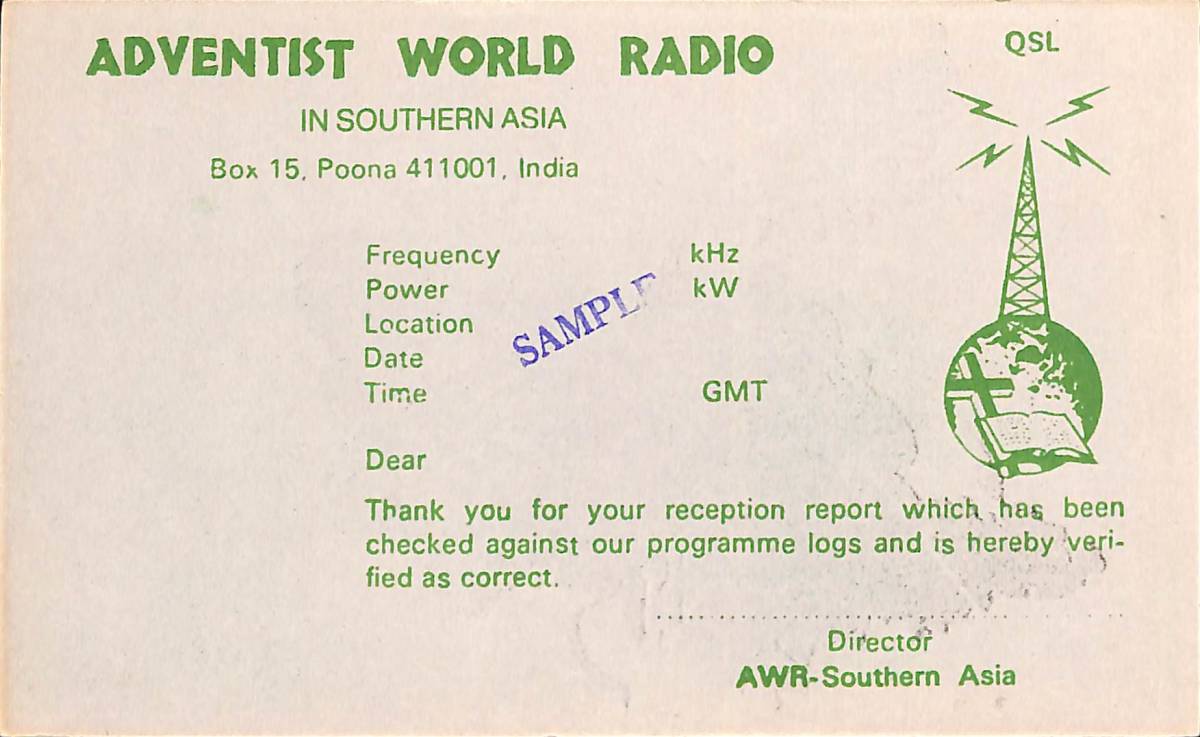 ADVENTIST WORLD RADIO
QSL
IN SOUTHERN ASIA
Box 15, Poona 411001, India
Frequency kHz
Power kW
Location
Date
Time GMT
SAMPLE
Dear
Thank you for your reception report which has been
checked against our programme logs and is hereby veri-
fied as correct.
Director
AWR-Southern Asia